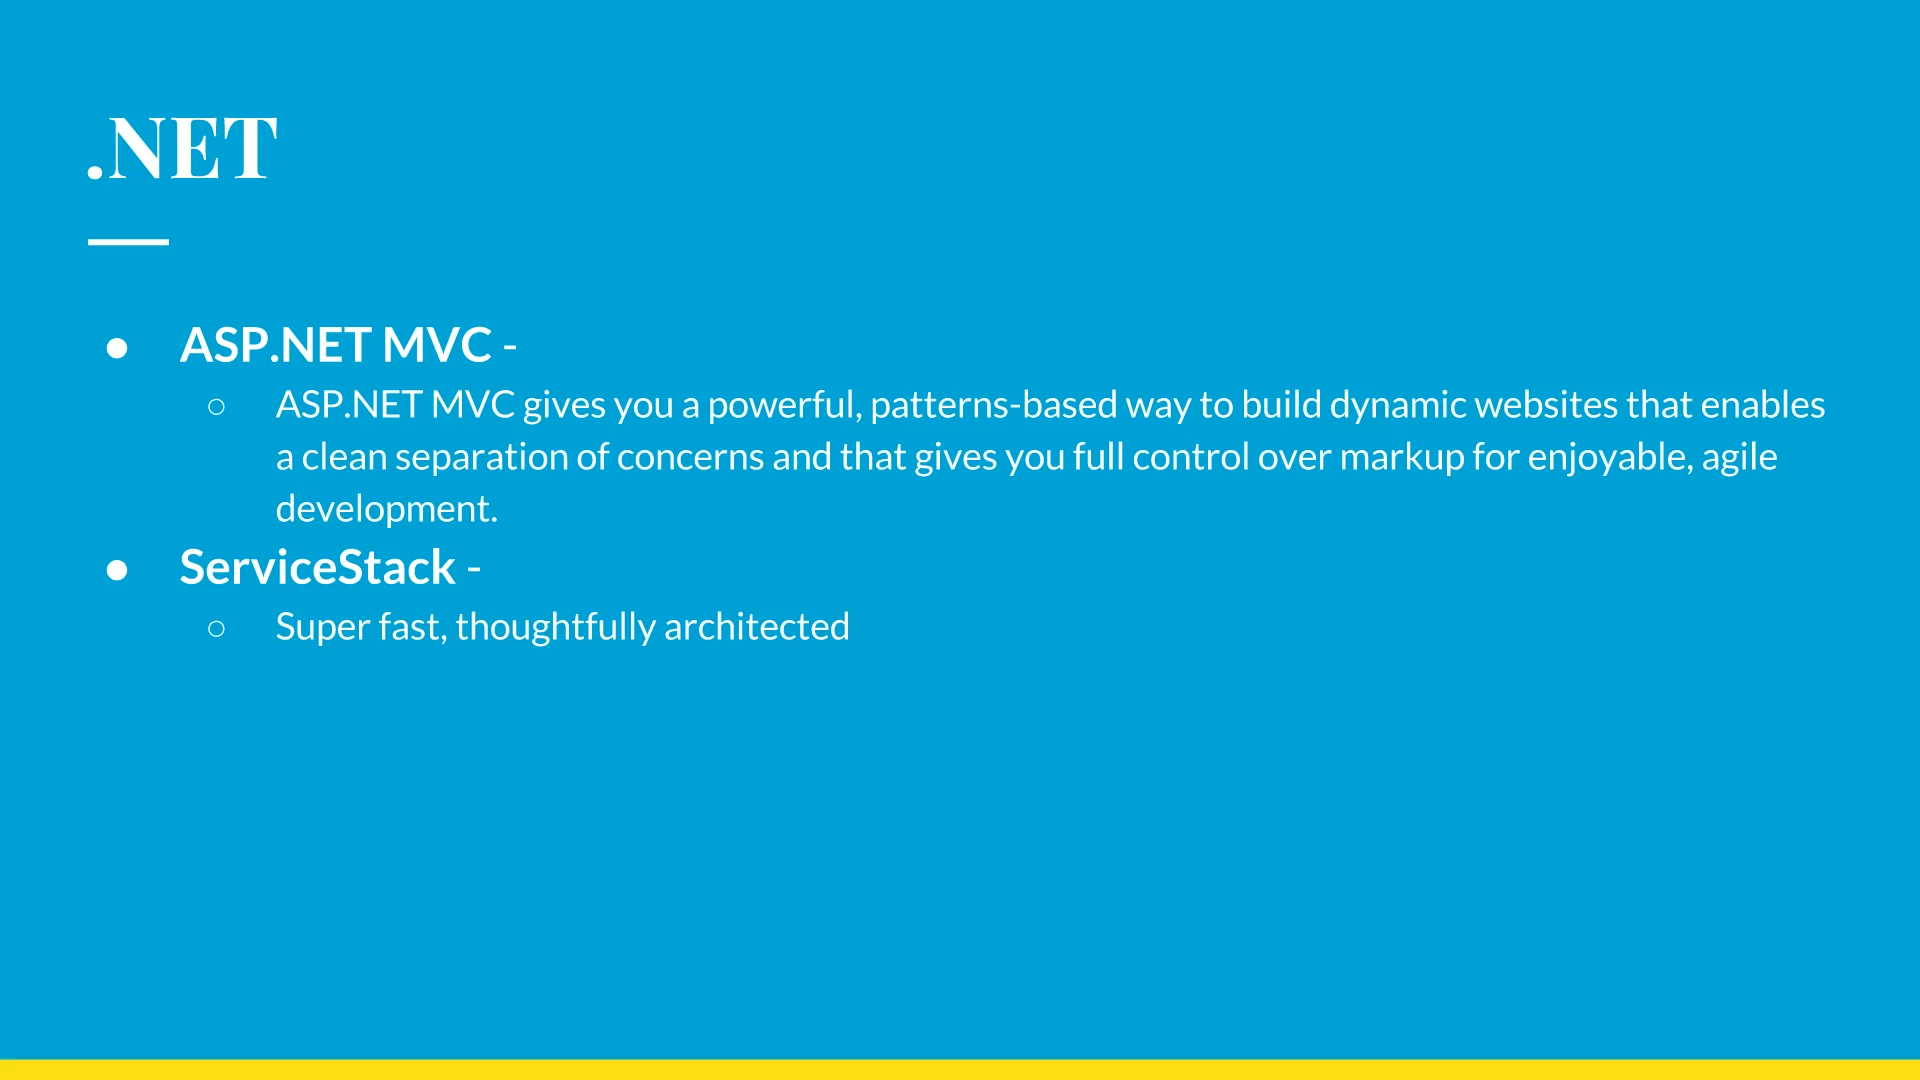 .NET
● ASP.NET MVC -
○ ASP.NET MVC gives you a powerful, patterns-based way to build dynamic websites that enables
a clean separation of concerns and that gives you full control over markup for enjoyable, agile
development.
● ServiceStack -
○ Super fast, thoughtfully architected